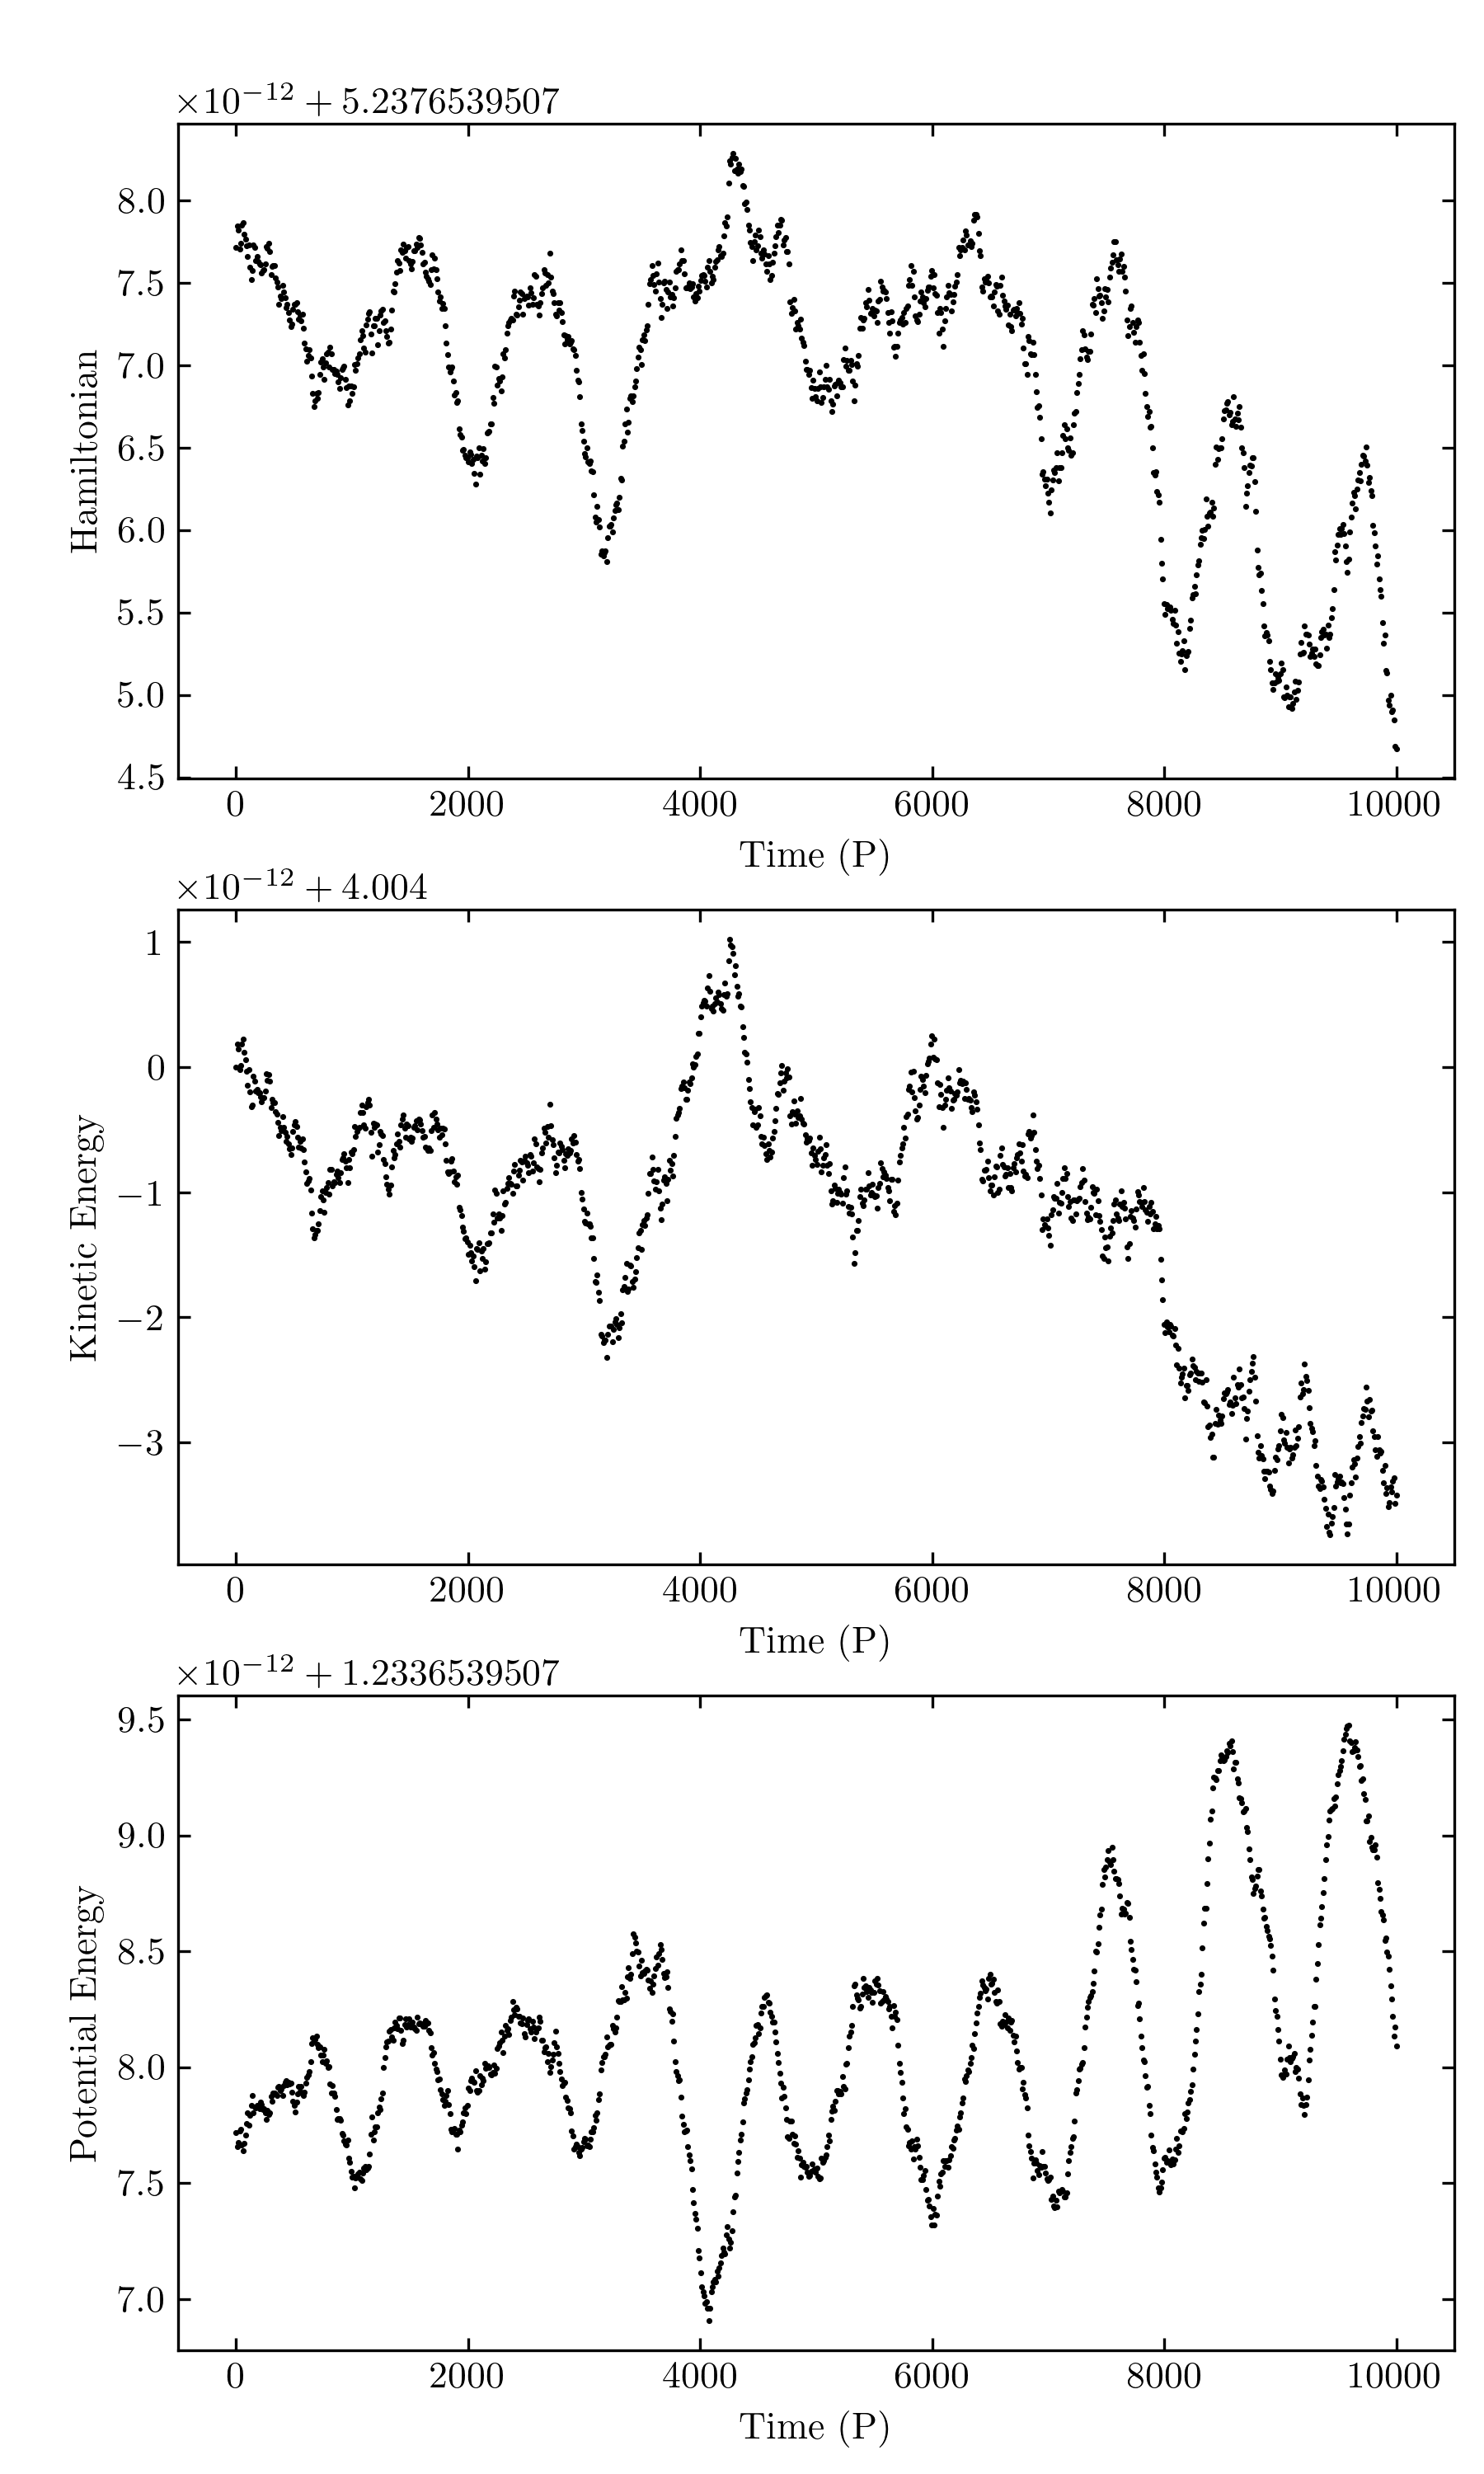 ×10⁻¹² + 5.2376539507
8.0
7.5
7.0
6.5
6.0
5.5
5.0
4.5
Hamiltonian
0 2000 4000 6000 8000 10000
Time (P)
×10⁻¹² + 4.004
1
0
−1
−2
−3
Kinetic Energy
0 2000 4000 6000 8000 10000
Time (P)
×10⁻¹² + 1.2336539507
9.5
9.0
8.5
8.0
7.5
7.0
Potential Energy
0 2000 4000 6000 8000 10000
Time (P)